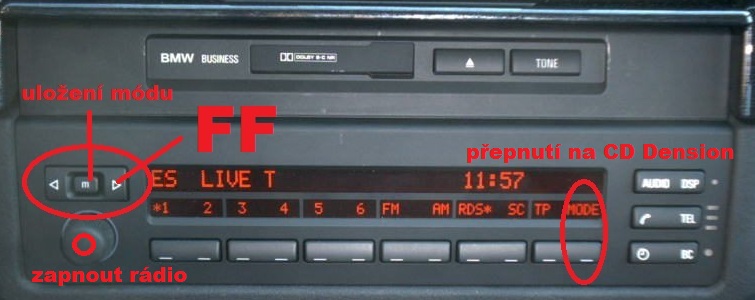 BMW BUSINESS DOLBY B-C NR TONE
uložení módu
FF
přepnutí na CD Dension
m ES LIVE T 11:57 AUDIO DSP
*1 2 3 4 5 6 FM AM RDS* SC TP MODE
TEL
BC
zapnout rádio